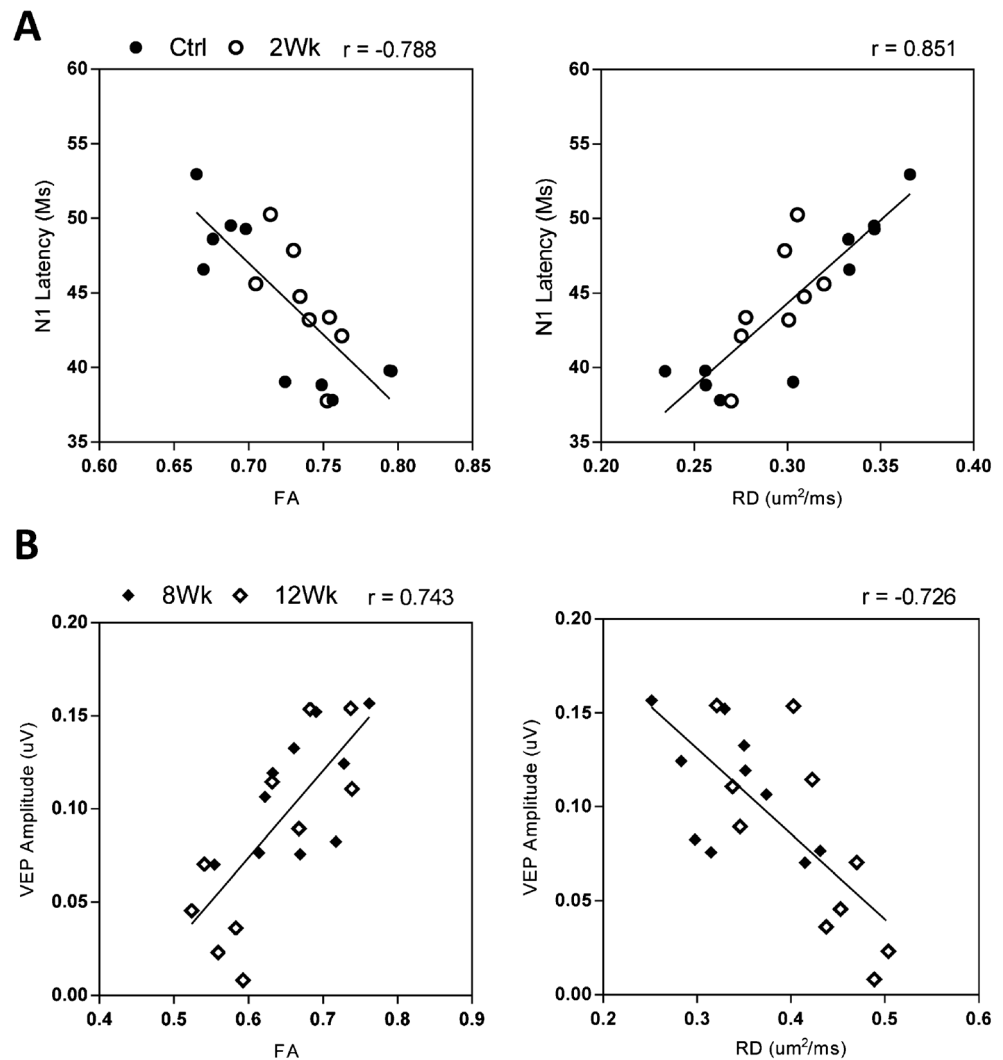 A
Ctrl 2Wk r = -0.788
r = 0.851
60
55
50
45
40
35
N1 Latency (Ms)
0.60 0.65 0.70 0.75 0.80 0.85
FA
60
55
50
45
40
35
N1 Latency (Ms)
0.20 0.25 0.30 0.35 0.40
RD (um²/ms)
B
8Wk 12Wk r = 0.743
r = -0.726
0.20
0.15
0.10
0.05
0.00
VEP Amplitude (uV)
0.4 0.5 0.6 0.7 0.8 0.9
FA
0.20
0.15
0.10
0.05
0.00
VEP Amplitude (uV)
0.2 0.3 0.4 0.5 0.6
RD (um²/ms)